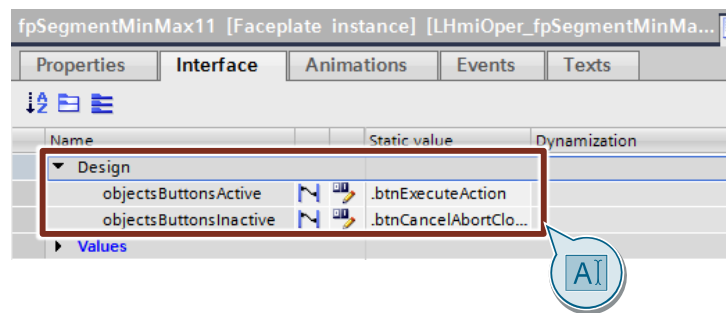 fpSegmentMinMax11 [Faceplate instance] [LHmiOper_fpSegmentMinMa...
Properties Interface Animations Events Texts
Name Static value Dynamization
Design
objectsButtonsActive .btnExecuteAction
objectsButtonsInactive .btnCancelAbortClo...
Values
A